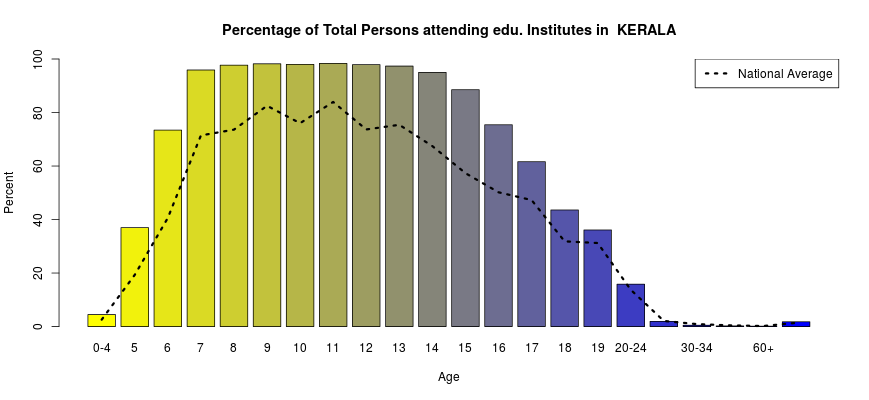 Percentage of Total Persons attending edu. Institutes in  KERALA
National Average
Percent
100
80
60
40
20
0
0-4 5 6 7 8 9 10 11 12 13 14 15 16 17 18 19 20-24 30-34 60+
Age